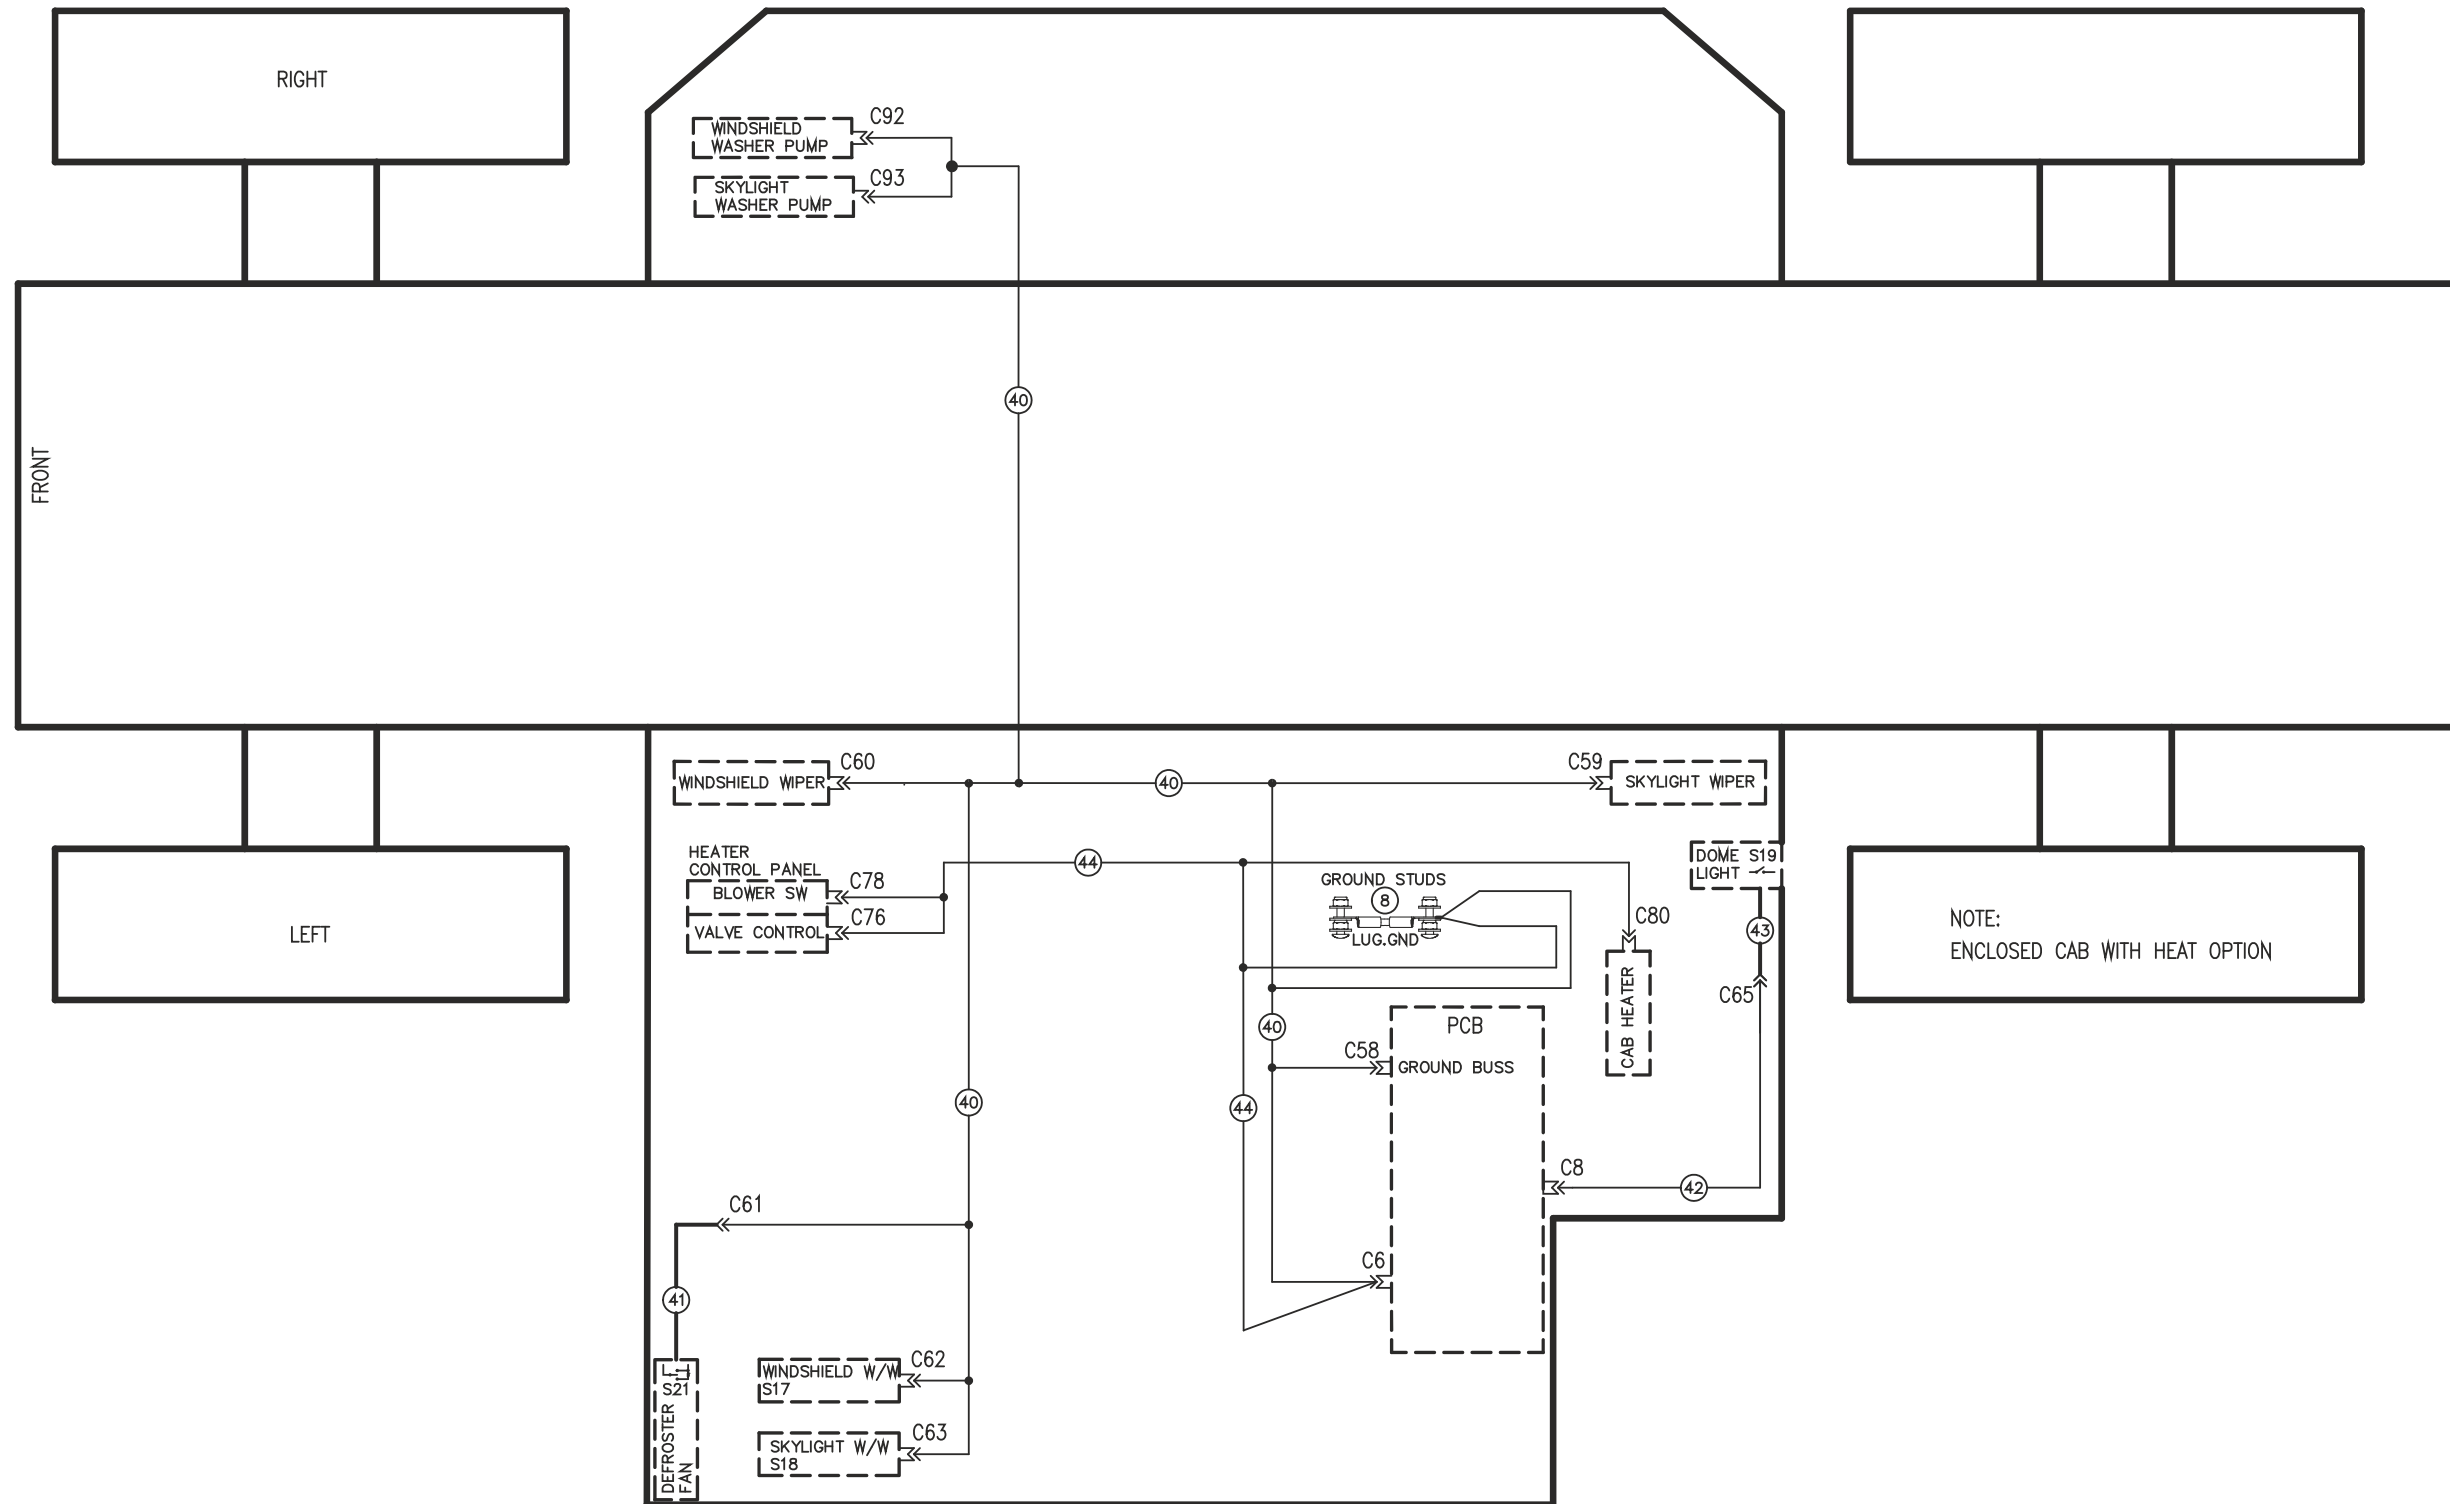 RIGHT
C92
WINDSHIELD
WASHER PUMP
C93
SKYLIGHT
WASHER PUMP
40
FRONT
C60
WINDSHIELD WIPER
40
C59
SKYLIGHT WIPER
HEATER
CONTROL PANEL
BLOWER SW
C78
VALVE CONTROL
C76
44
GROUND STUDS
8
LUG.GND
DOME S19
LIGHT
43
C65
C80
CAB HEATER
LEFT
NOTE:
ENCLOSED CAB WITH HEAT OPTION
40
PCB
C58
GROUND BUSS
40
44
C8
42
C61
C6
41
S21
DEFROSTER
FAN
WINDSHIELD W/W
S17
C62
SKYLIGHT W/W
S18
C63